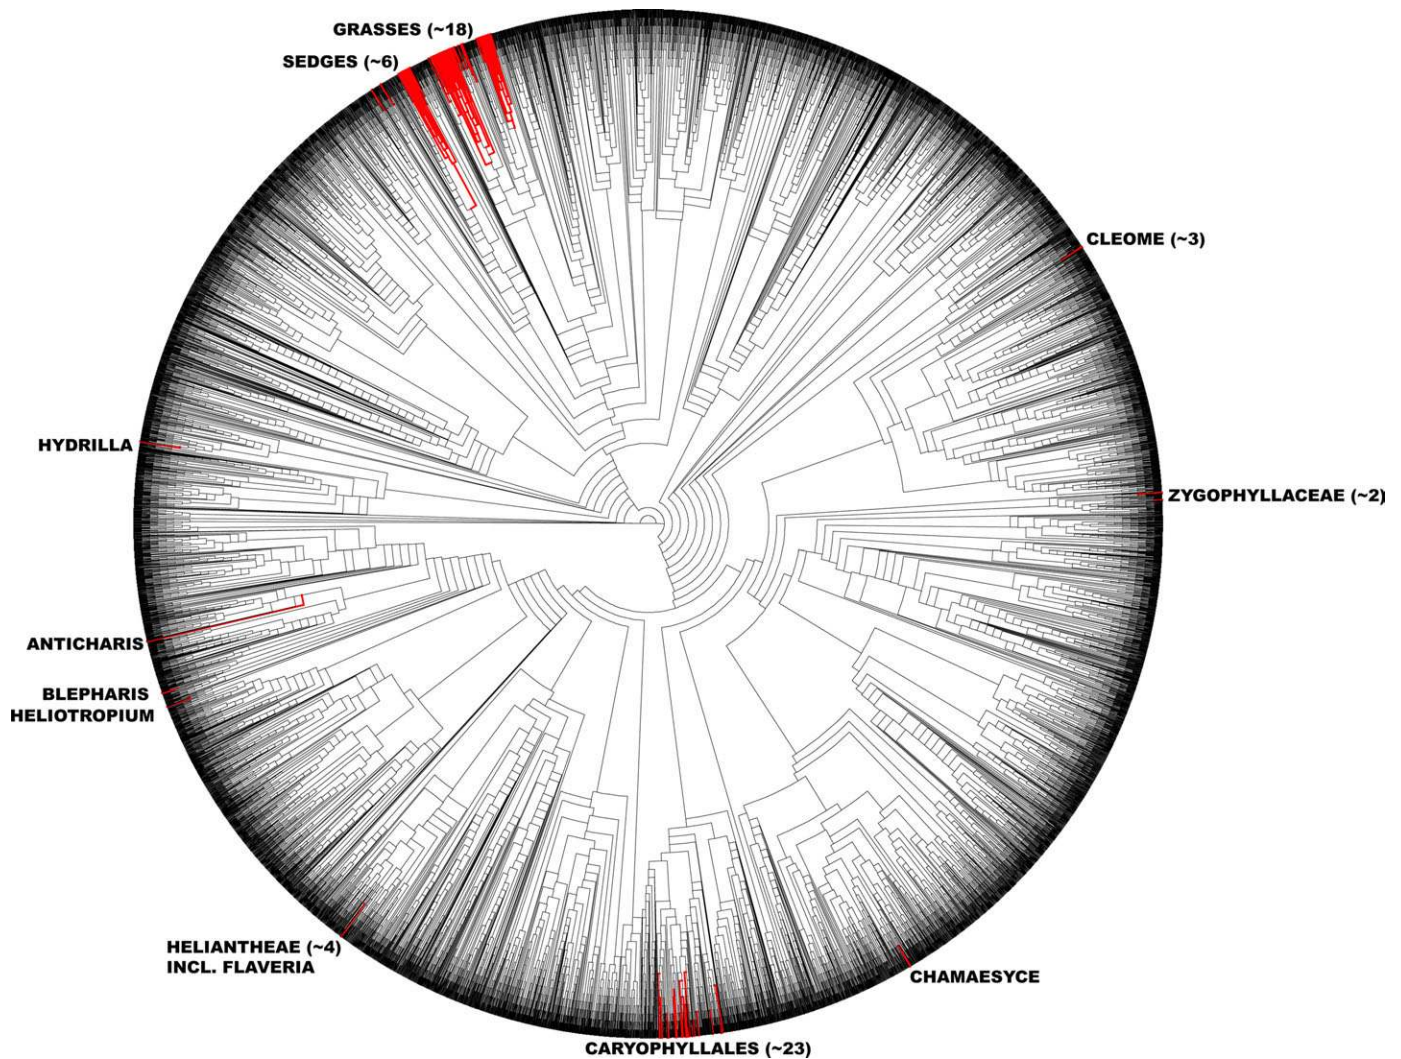 GRASSES (~18)
SEDGES (~6)
CLEOME (~3)
HYDRILLA
ZYGOPHYLLACEAE (~2)
ANTICHARIS
BLEPHARIS
HELIOTROPIUM
HELIANTHEAE (~4)
INCL. FLAVERIA
CHAMAESYCE
CARYOPHYLLALES (~23)